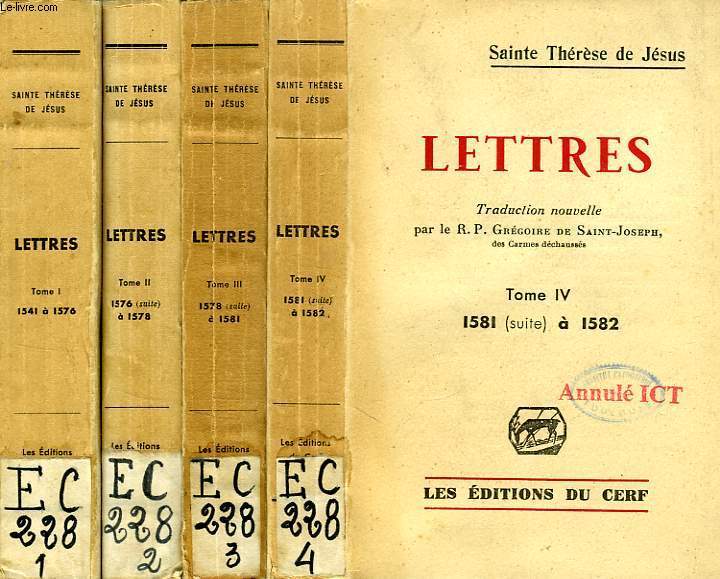 Le-livre.com
SAINTE THÉRÈSE
DE JÉSUS
LETTRES
Tome I
1541 à 1576
Les Éditions
EC
228
1
SAINTE THÉRÈSE
DE JÉSUS
LETTRES
Tome II
1576 (suite)
à 1578
Les Éditions
EC
228
2
SAINTE THÉRÈSE
DE JÉSUS
LETTRES
Tome III
1578 (suite)
à 1581
Les Éditions
EC
228
3
SAINTE THÉRÈSE
DE JÉSUS
LETTRES
Tome IV
1581 (suite)
à 1582
Les Editions
EC
228
4
Sainte Thérèse de Jésus
LETTRES
Traduction nouvelle
par le R. P. GRÉGOIRE DE SAINT-JOSEPH,
des Carmes déchaussés
Tome IV
1581 (suite) à 1582
Annulé ICT
LES ÉDITIONS DU CERF